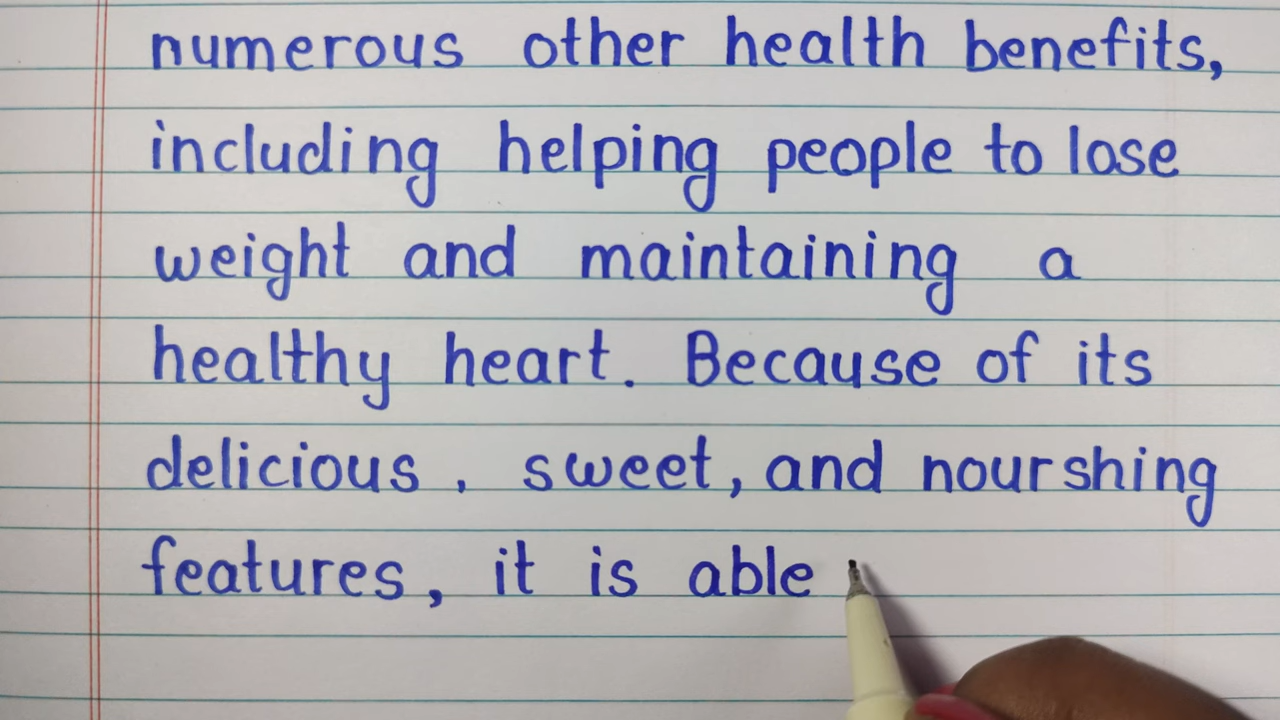 numerous other health benefits,
including helping people to lose
weight and maintaining a
healthy heart. Because of its
delicious, sweet, and nourshing
features, it is able